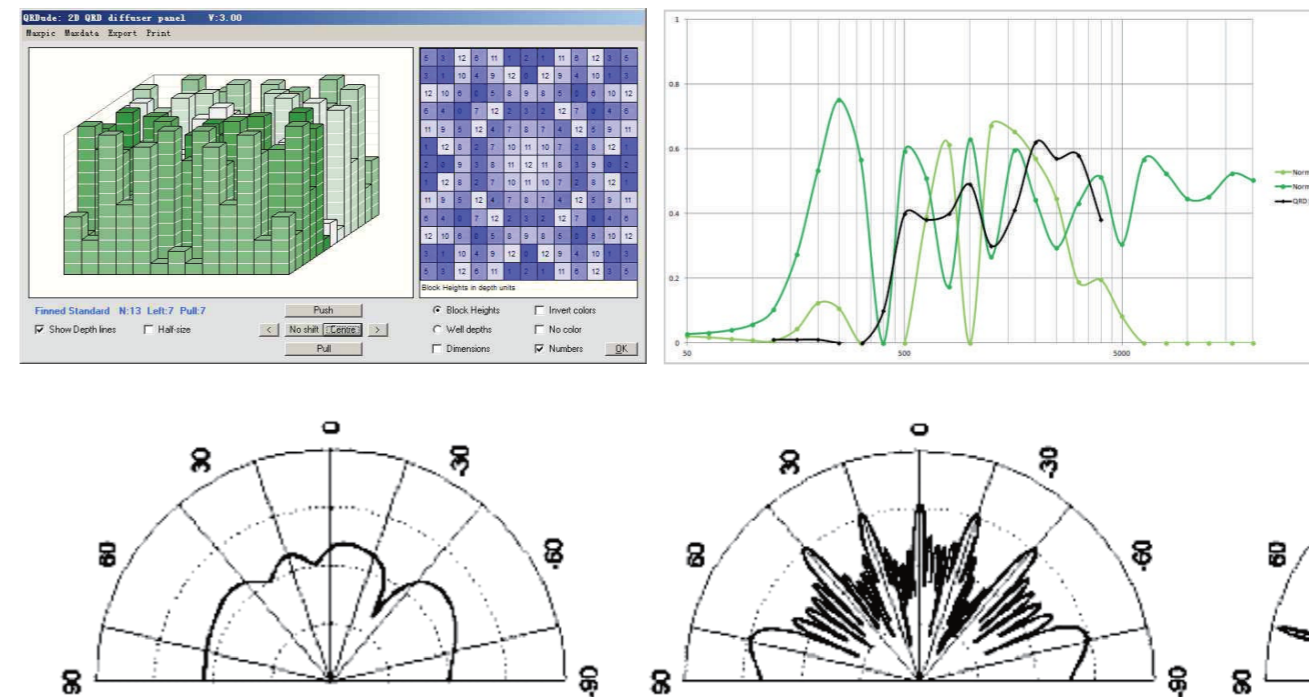 QRDude: 2D QRD diffuser panel V:3.00
Maxpic Maxdata Export Print
5 3 12 6 11 1 2 1 11 6 12 3 5
3 1 10 4 9 12 0 12 9 4 10 1 3
12 10 6 0 5 8 9 8 5 0 6 10 12
6 4 0 7 12 2 3 2 12 7 0 4 6
11 9 5 12 4 7 8 7 4 12 5 9 11
1 12 8 2 7 10 11 10 7 2 8 12 1
2 0 9 3 8 11 12 11 8 3 9 0 2
1 12 8 2 7 10 11 10 7 2 8 12 1
11 9 5 12 4 7 8 7 4 12 5 9 11
6 4 0 7 12 2 3 2 12 7 0 4 6
12 10 6 0 5 8 9 8 5 0 6 10 12
3 1 10 4 9 12 0 12 9 4 10 1 3
5 3 12 6 11 1 2 1 11 6 12 3 5
Block Heights in depth units
Finned Standard N:13 Left:7 Pull:7
Show Depth lines Half-size
Push
< No shift Centre >
Pull
Block Heights Invert colors
Well depths No color
Dimensions Numbers OK
1
0.8
0.6
0.4
0.2
0
50 500 5000
Norm
Norm
QRD
0
30 -30
60 -60
90 -90
0
30 -30
60 -60
90 -90
60
90